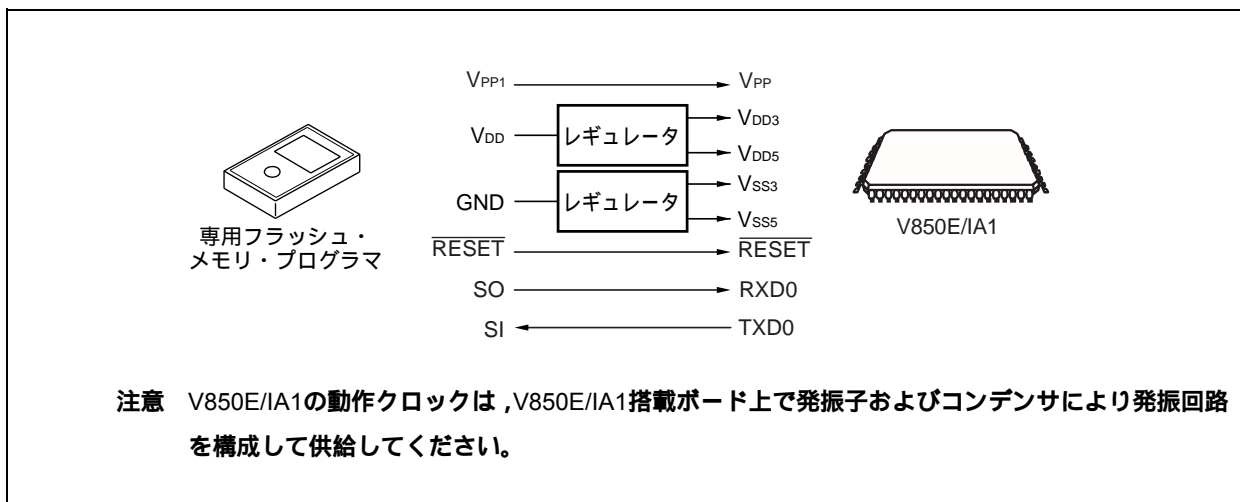 VPP1 VPP
VDD レギュレータ VDD3
VDD5
GND レギュレータ VSS3
VSS5
RESET RESET
SO RXD0
SI TXD0
専用フラッシュ・
メモリ・プログラマ
V850E/IA1
注意 V850E/IA1の動作クロックは,V850E/IA1搭載ボード上で発振子およびコンデンサにより発振回路
を構成して供給してください。